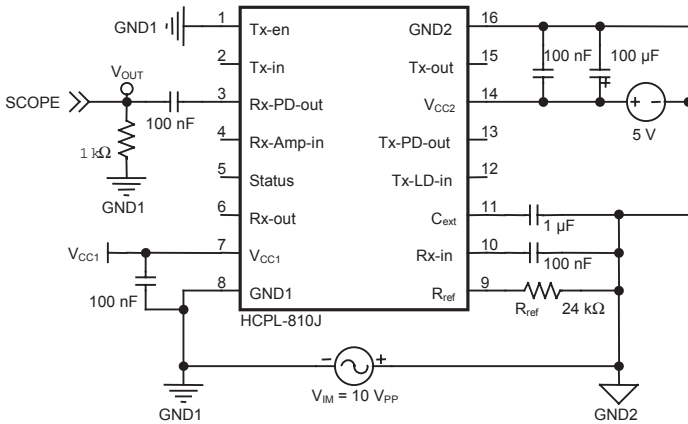 GND1
1
Tx-en
GND2
16
2
Tx-in
Tx-out
15
100 nF
100 µF
VOUT
SCOPE
3
Rx-PD-out
VCC2
14
100 nF
5 V
1 kΩ
4
Rx-Amp-in
Tx-PD-out
13
GND1
5
Status
Tx-LD-in
12
6
Rx-out
Cext
11
1 µF
VCC1
7
VCC1
Rx-in
10
100 nF
100 nF
8
GND1
Rref
9
Rref
24 kΩ
HCPL-810J
VIM = 10 VPP
GND1
GND2